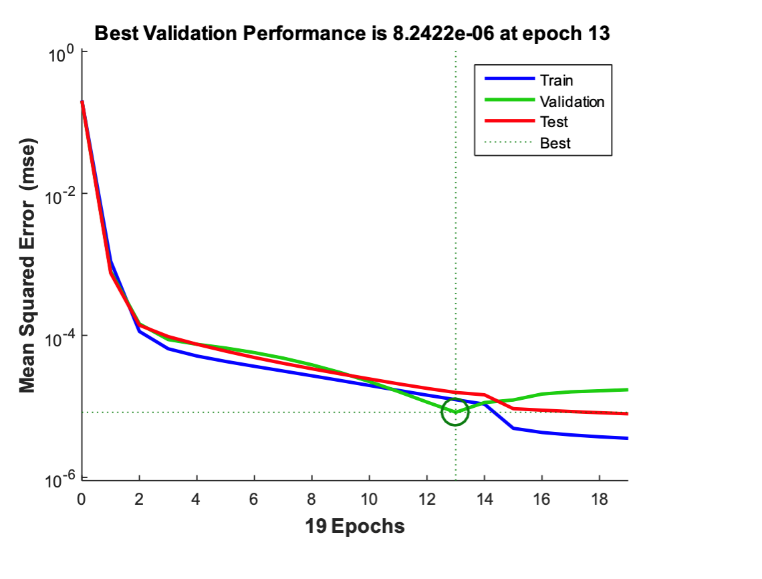 Best Validation Performance is 8.2422e-06 at epoch 13
10^0
10^-2
10^-4
10^-6
Mean Squared Error (mse)
Train
Validation
Test
Best
0 2 4 6 8 10 12 14 16 18
19 Epochs